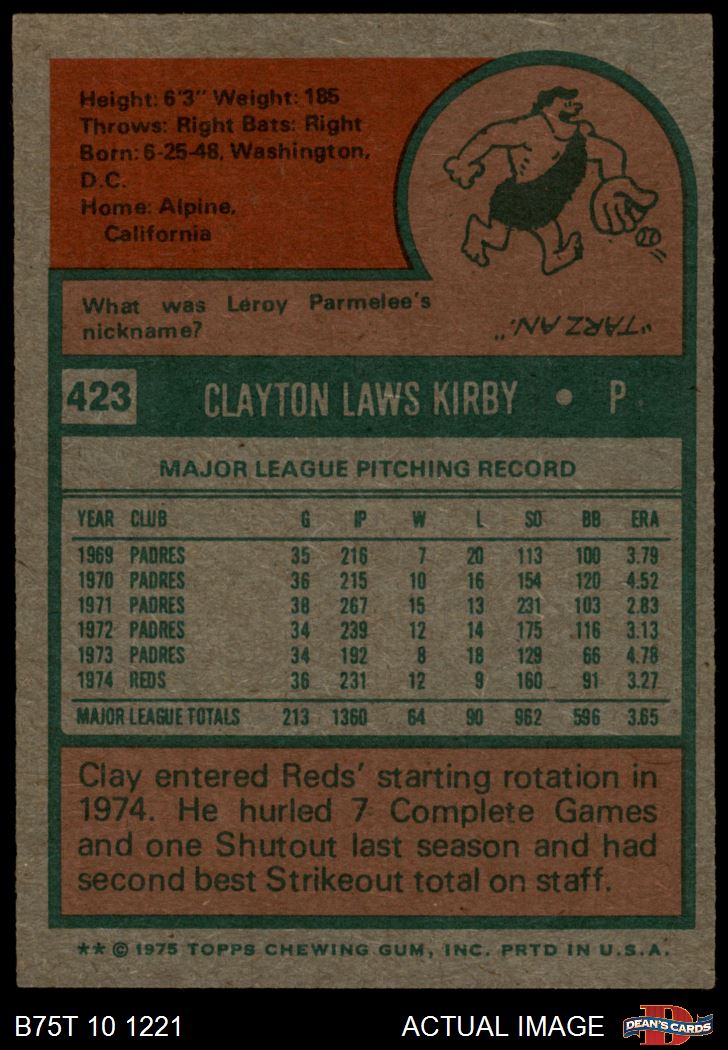 Height: 6'3" Weight: 185
Throws: Right Bats: Right
Born: 6-25-48, Washington,
D.C.
Home: Alpine,
California
What was Leroy Parmelee's
nickname?
"TARZAN."
423 CLAYTON LAWS KIRBY • P
MAJOR LEAGUE PITCHING RECORD
YEAR CLUB G IP W L SO BB ERA
1969 PADRES 35 216 7 20 113 100 3.79
1970 PADRES 36 215 10 16 154 120 4.52
1971 PADRES 38 267 15 13 231 103 2.83
1972 PADRES 34 239 12 14 175 116 3.13
1973 PADRES 34 192 8 18 129 66 4.78
1974 REDS 36 231 12 9 160 91 3.27
MAJOR LEAGUE TOTALS 213 1360 64 90 962 596 3.65
Clay entered Reds' starting rotation in
1974. He hurled 7 Complete Games
and one Shutout last season and had
second best Strikeout total on staff.
** © 1975 TOPPS CHEWING GUM, INC. PRTD IN U.S.A.
B75T 10 1221 ACTUAL IMAGE D DEAN'S CARDS